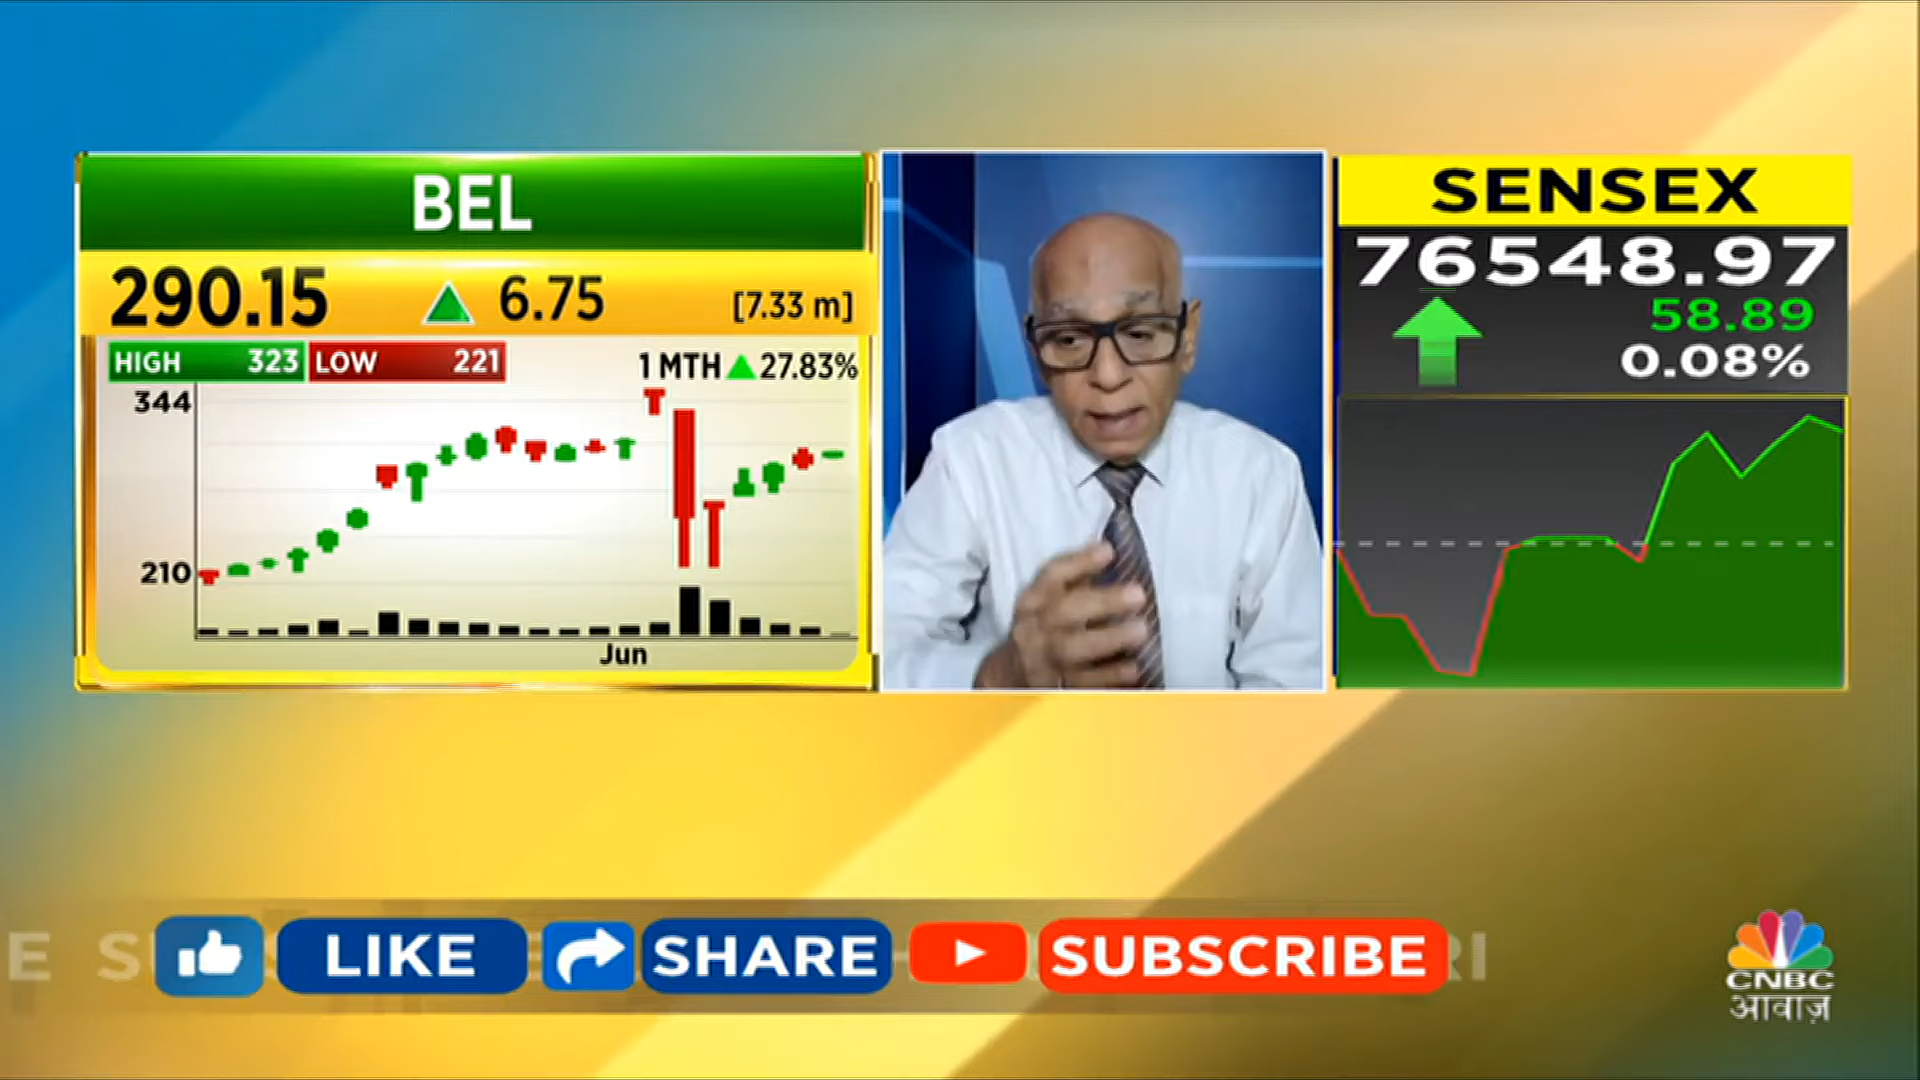 BEL
290.15 6.75 [7.33 m]
HIGH 323 LOW 221 1 MTH 27.83%
344
210
Jun
SENSEX
76548.97
58.89
0.08%
LIKE SHARE SUBSCRIBE
CNBC
आवाज़